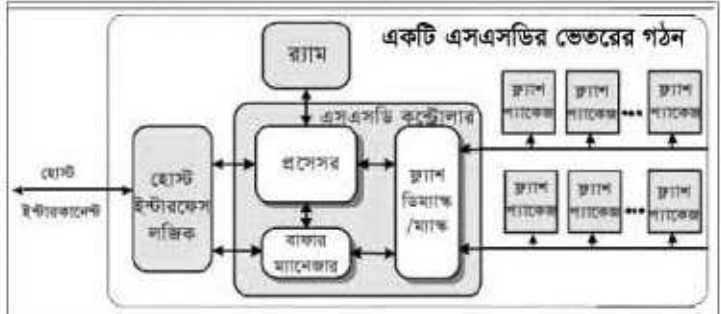 একটি এসএসডির ভেতরের গঠন
র‍্যাম
এসএসডি কন্ট্রোলার
ফ্ল্যাশ
প্যাকেজ
ফ্ল্যাশ
প্যাকেজ
...
ফ্ল্যাশ
প্যাকেজ
হোস্ট
ইন্টারকানেন্ট
হোস্ট
ইন্টারফেস
লজিক
প্রসেসর
বাফার
ম্যানেজার
ফ্ল্যাশ
ডিম্যাক্স
/ম্যাক্স
ফ্ল্যাশ
প্যাকেজ
ফ্ল্যাশ
প্যাকেজ
...
ফ্ল্যাশ
প্যাকেজ